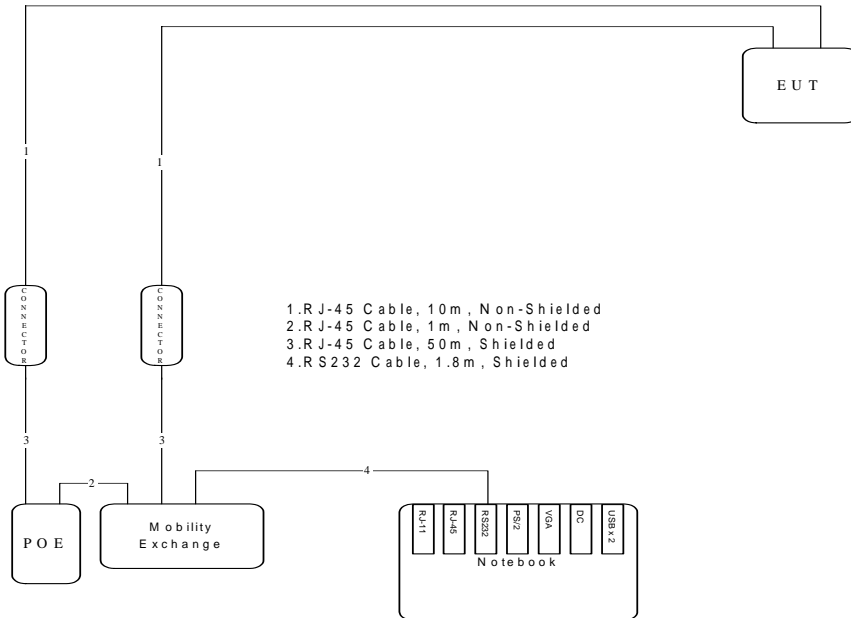 EUT
1
1
CONNECTOR
CONNECTOR
1.RJ-45 Cable, 10m, Non-Shielded
2.RJ-45 Cable, 1m, Non-Shielded
3.RJ-45 Cable, 50m, Shielded
4.RS232 Cable, 1.8m, Shielded
3
3
4
2
POE
Mobility
Exchange
RJ-11
RJ-45
RS232
PS/2
VGA
DC
USB x 2
Notebook